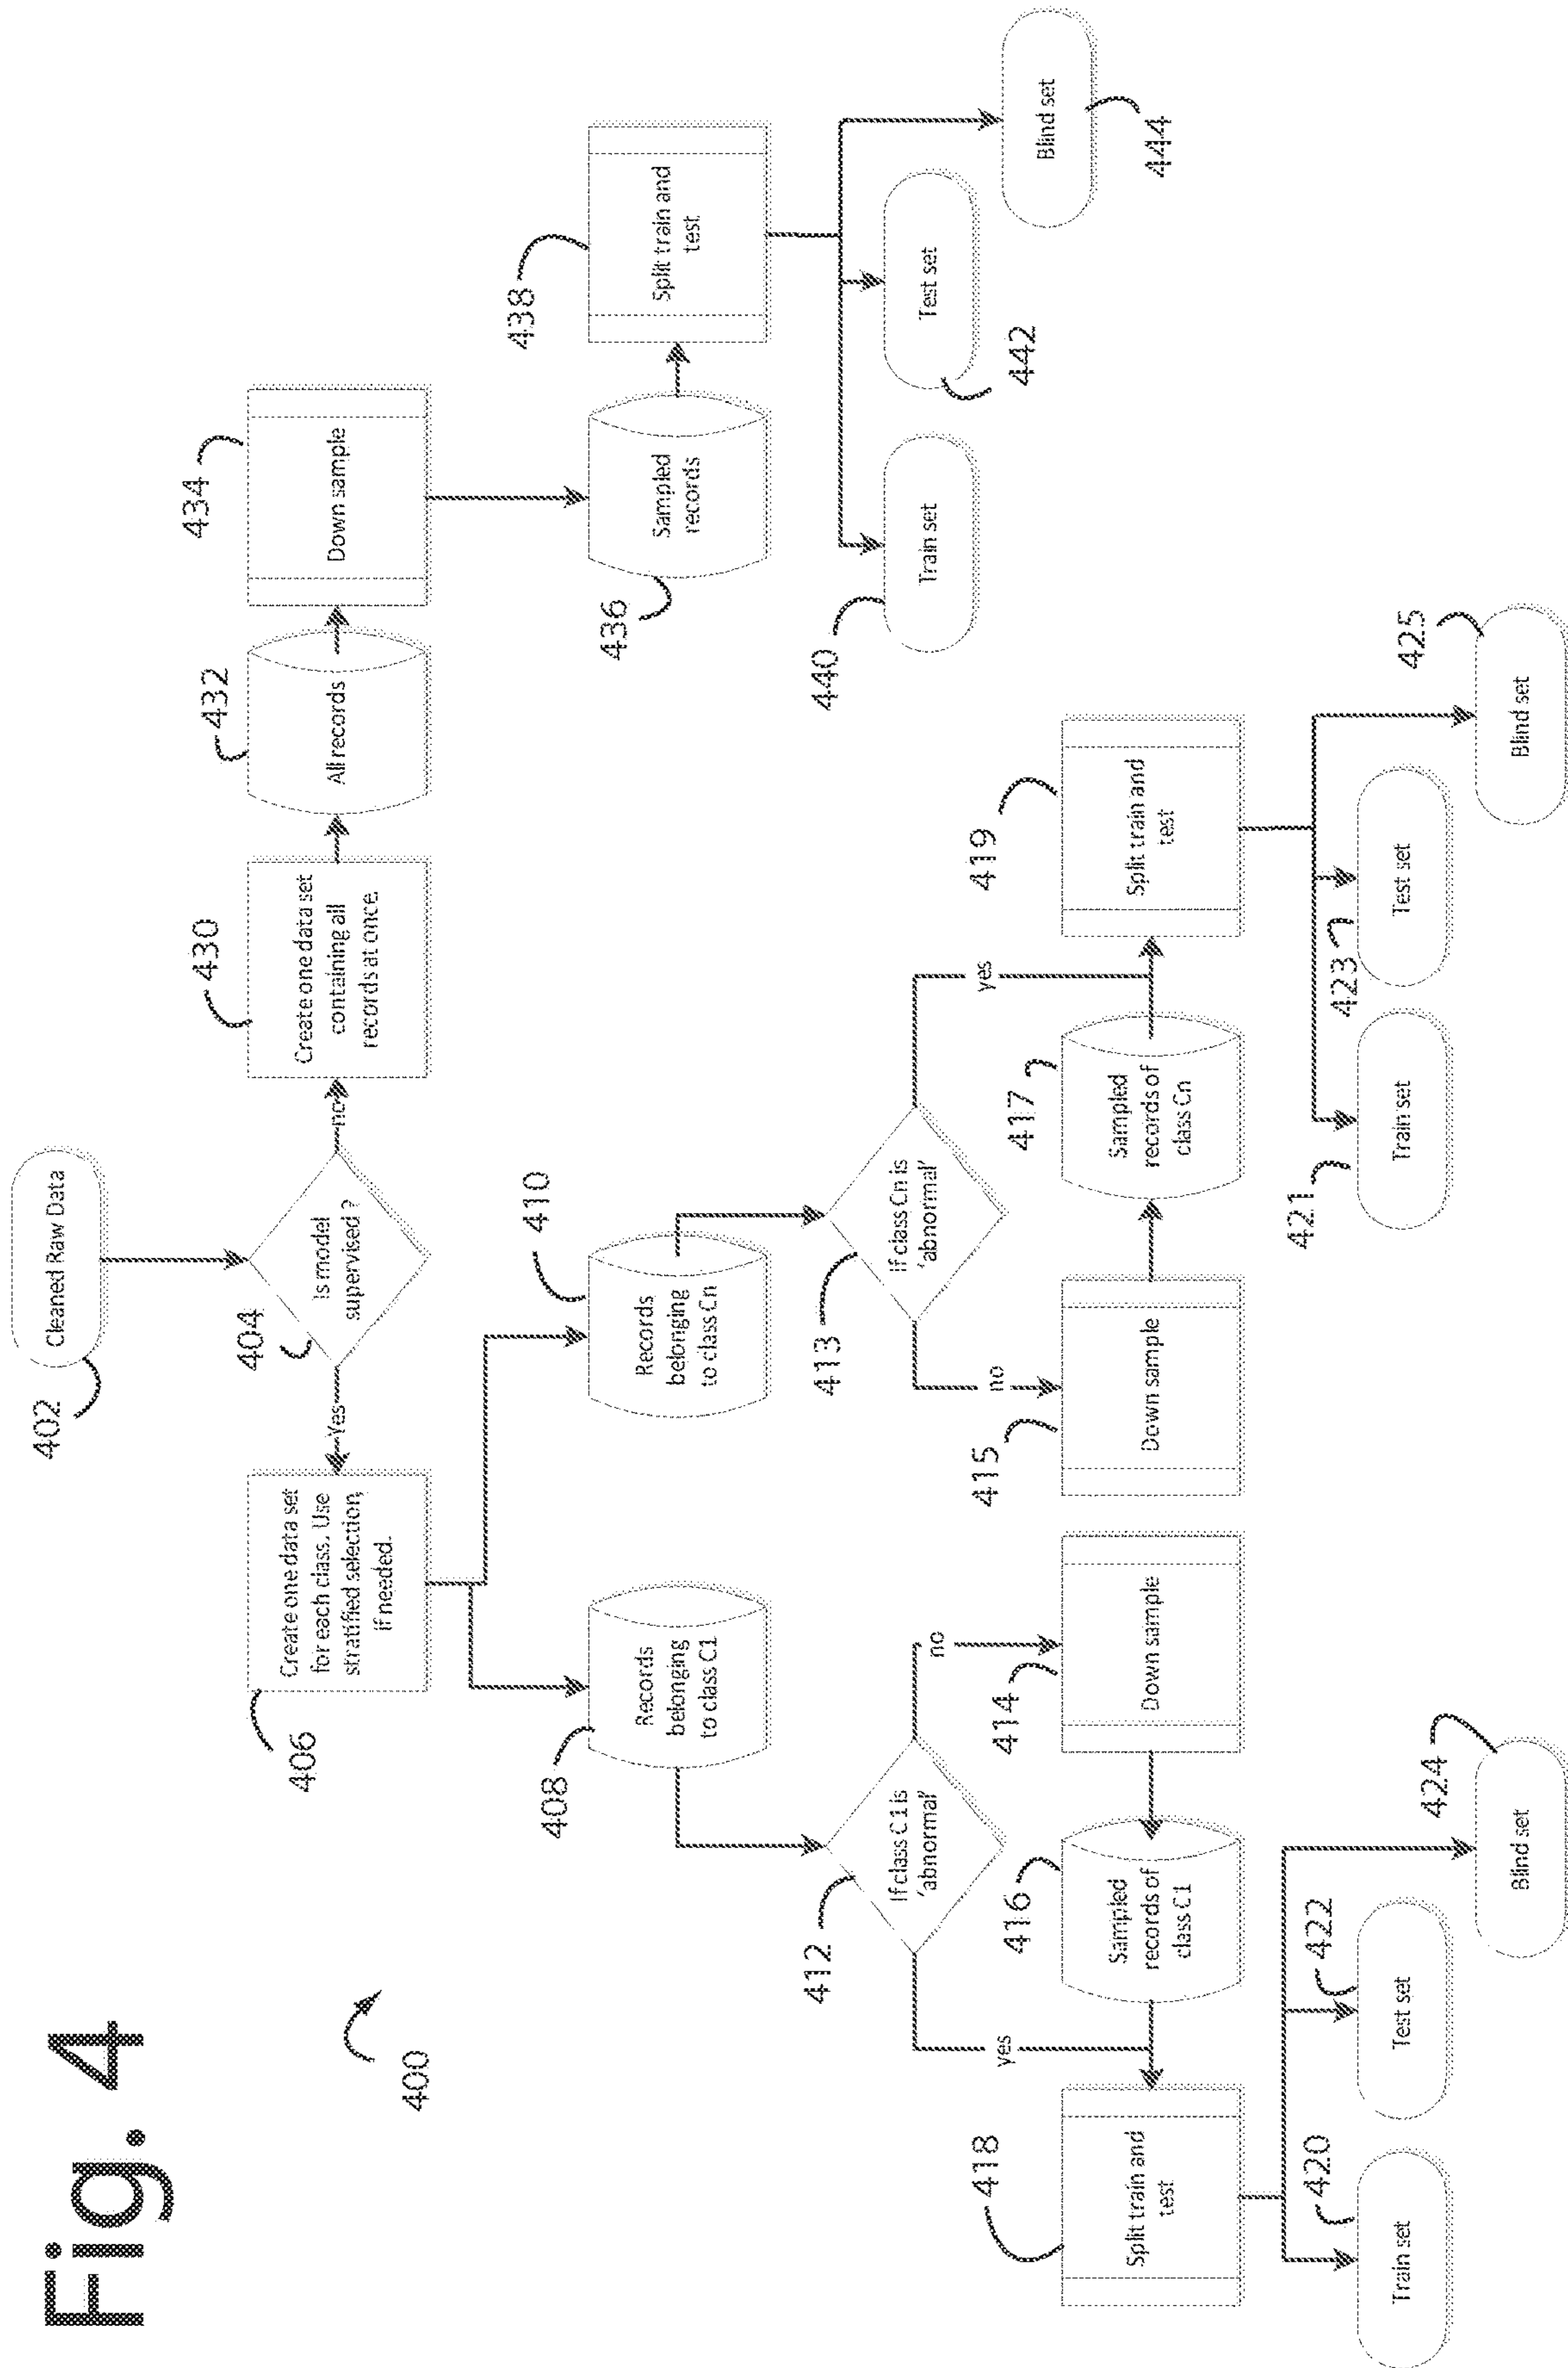 Fig. 4
400
402
Cleaned Raw Data
404
Is model
supervised ?
Yes
no
406
Create one data set
for each class. Use
stratified selection,
if needed.
430
Create one data set
containing all
records at once.
432
All records
434
Down sample
436
Sampled
records
438
Split train and
test
440
Train set
442
Test set
444
Blind set
408
Records
belonging
to class C1
410
Records
belonging
to class Cn
412
If class C1 is
'abnormal'
yes
no
413
If class Cn is
'abnormal'
no
yes
418
Split train and
test
416
Sampled
records of
class C1
414
Down sample
415
Down sample
417
Sampled
records of
class Cn
419
Split train and
test
420
Train set
422
Test set
424
Blind set
421
Train set
423
Test set
425
Blind set